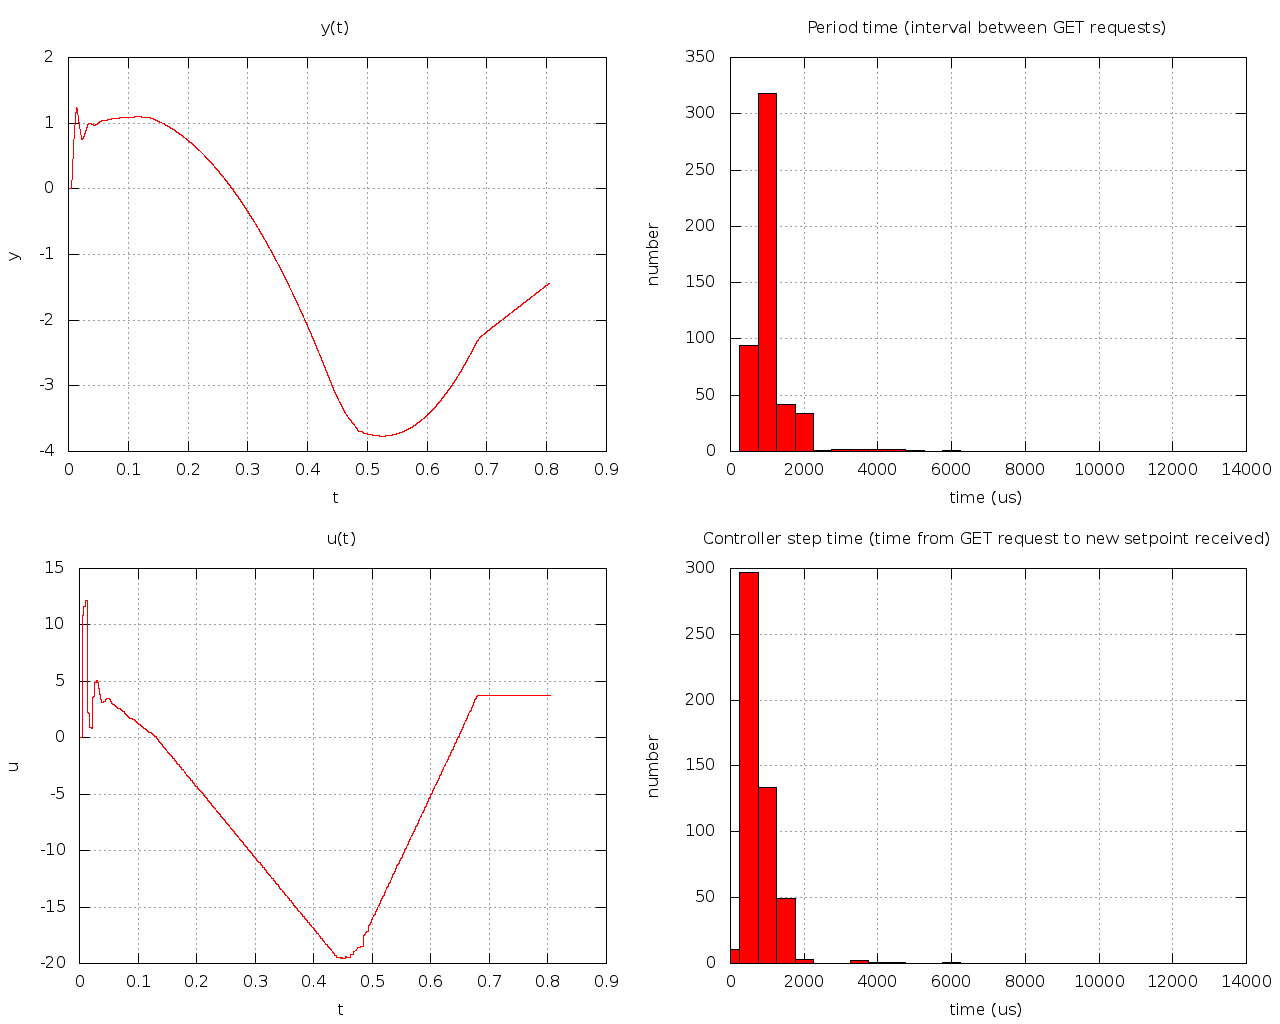 y(t)
2
1
0
-1
-2
-3
-4
y
0 0.1 0.2 0.3 0.4 0.5 0.6 0.7 0.8 0.9
t
Period time (interval between GET requests)
350
300
250
200
150
100
50
0
number
0 2000 4000 6000 8000 10000 12000 14000
time (us)
u(t)
15
10
5
0
-5
-10
-15
-20
u
0 0.1 0.2 0.3 0.4 0.5 0.6 0.7 0.8 0.9
t
Controller step time (time from GET request to new setpoint received)
300
250
200
150
100
50
0
number
0 2000 4000 6000 8000 10000 12000 14000
time (us)